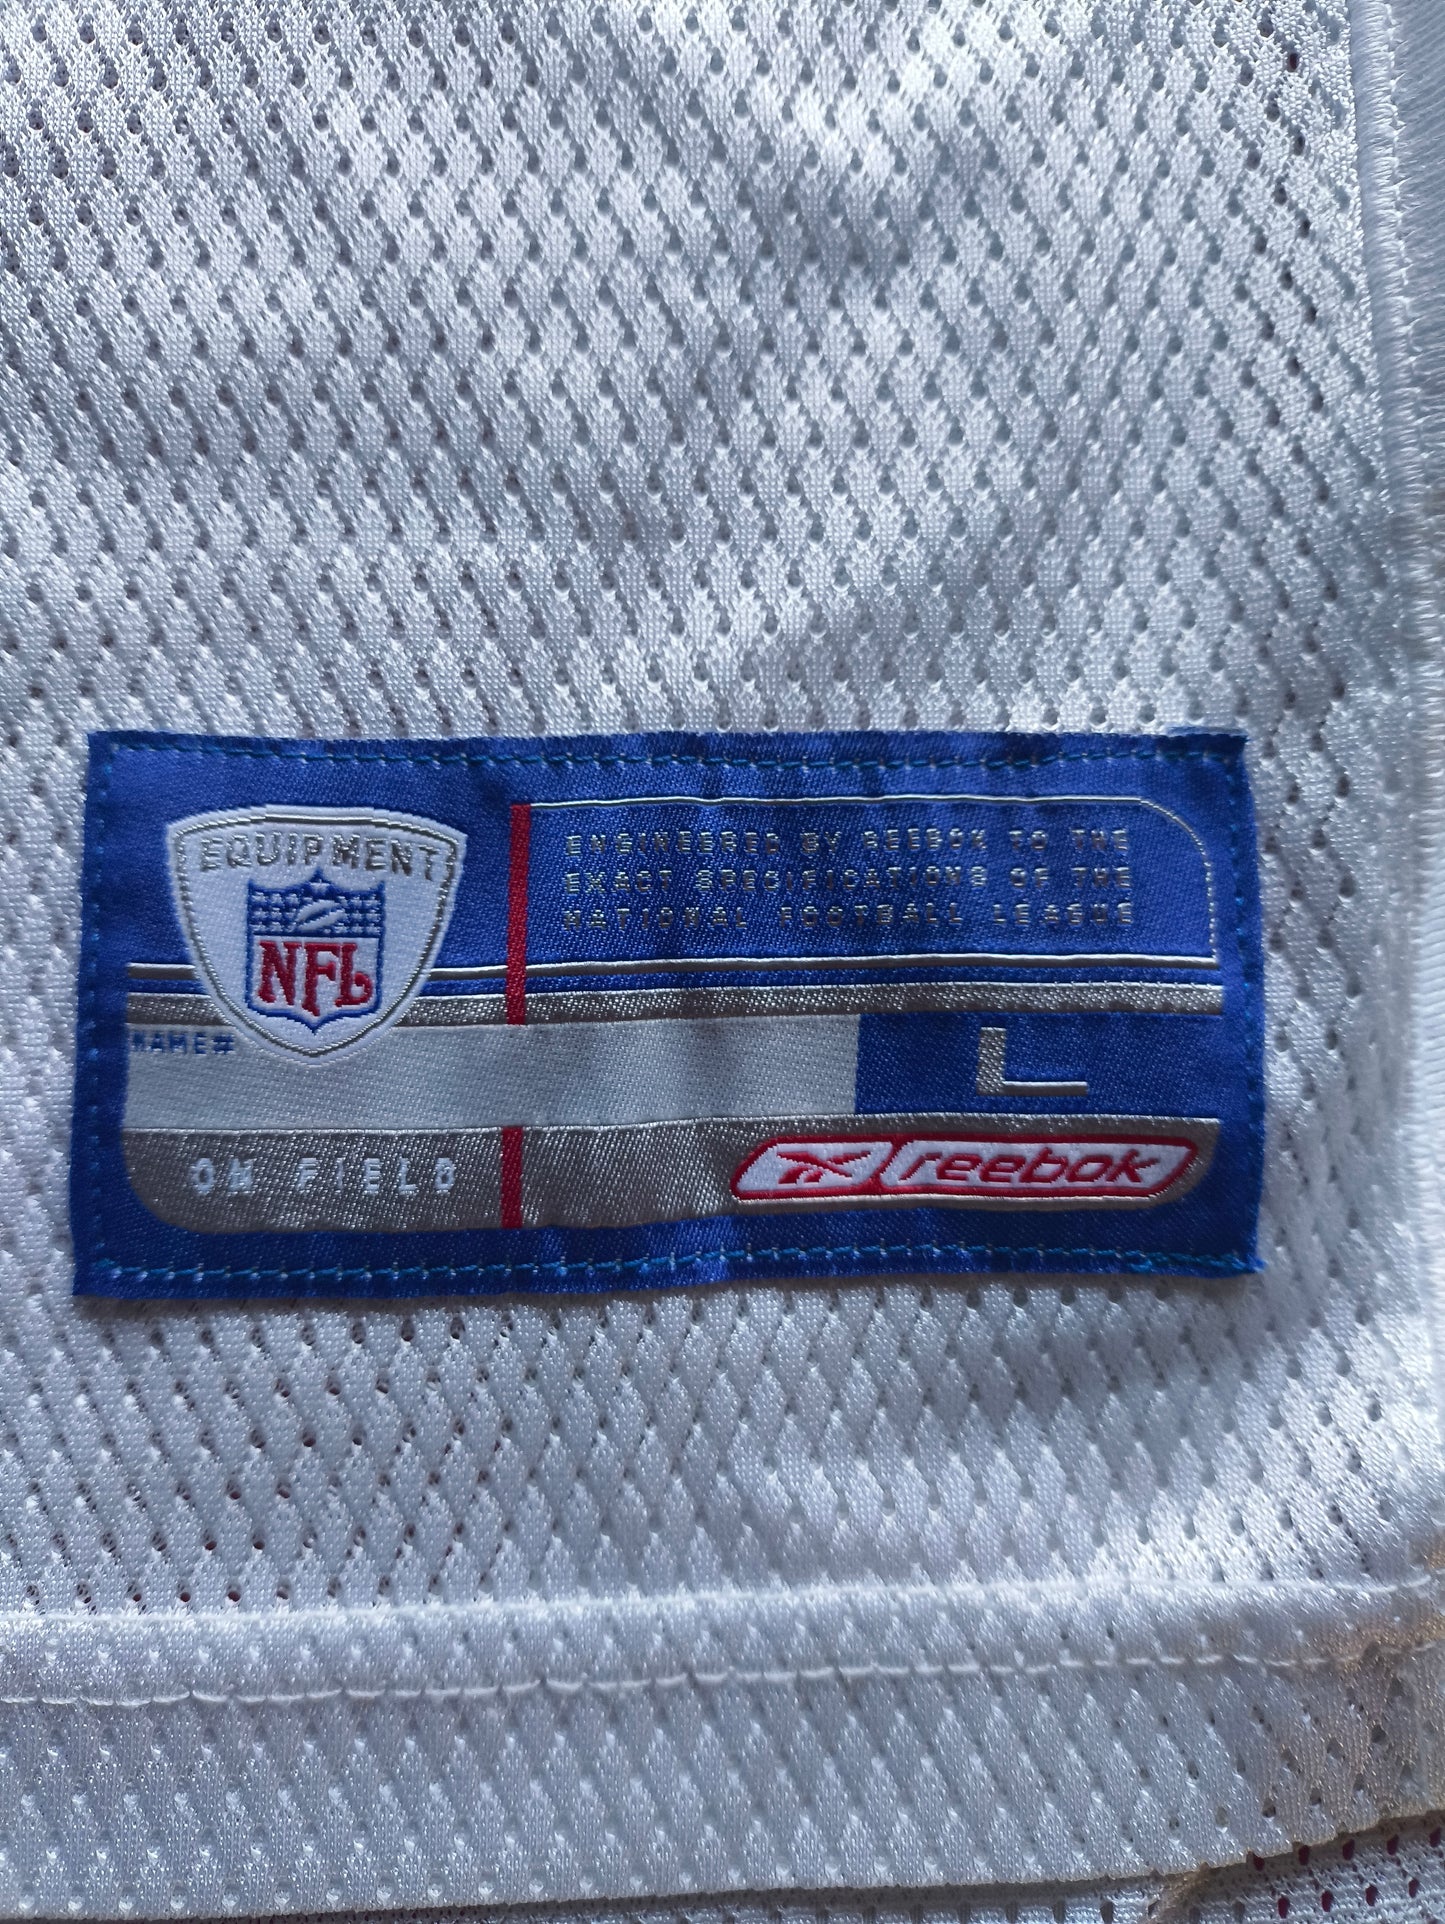 EQUIPMENT
NFL
ENGINEERED BY REEBOK TO THE
EXACT SPECIFICATIONS OF THE
NATIONAL FOOTBALL LEAGUE
NAME#
L
ON FIELD
reebok